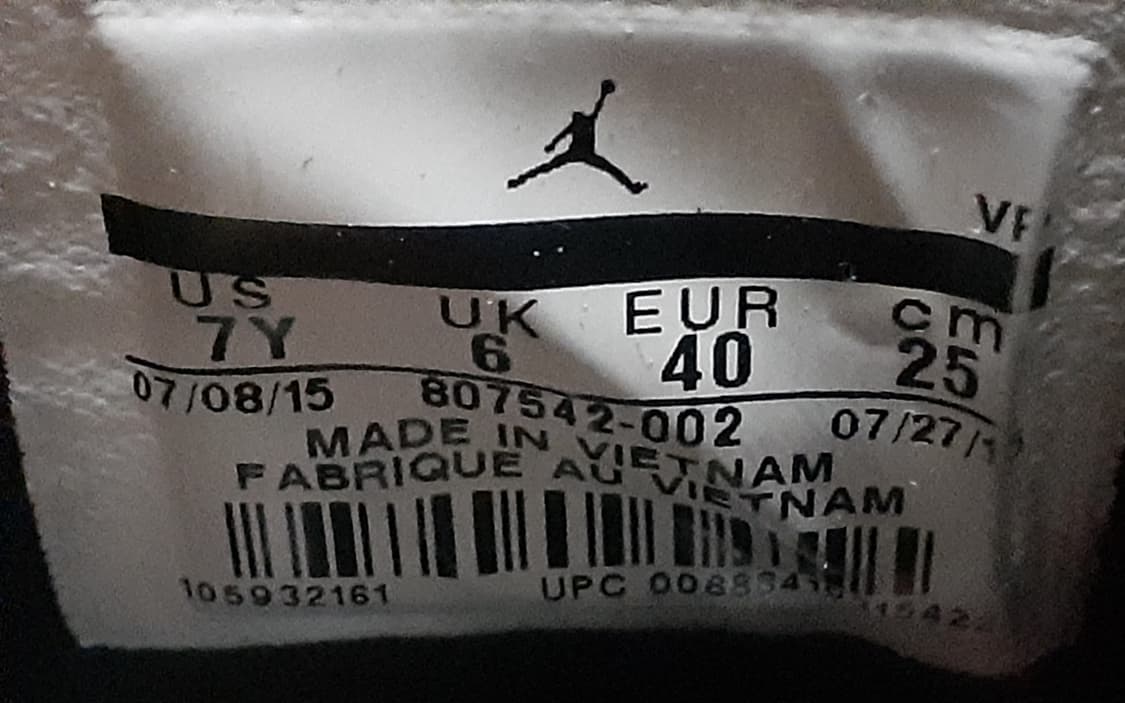 US UK EUR cm
7Y 6 40 25
07/08/15 807542-002
MADE IN VIETNAM
FABRIQUE AU VIETNAM
105932161 UPC